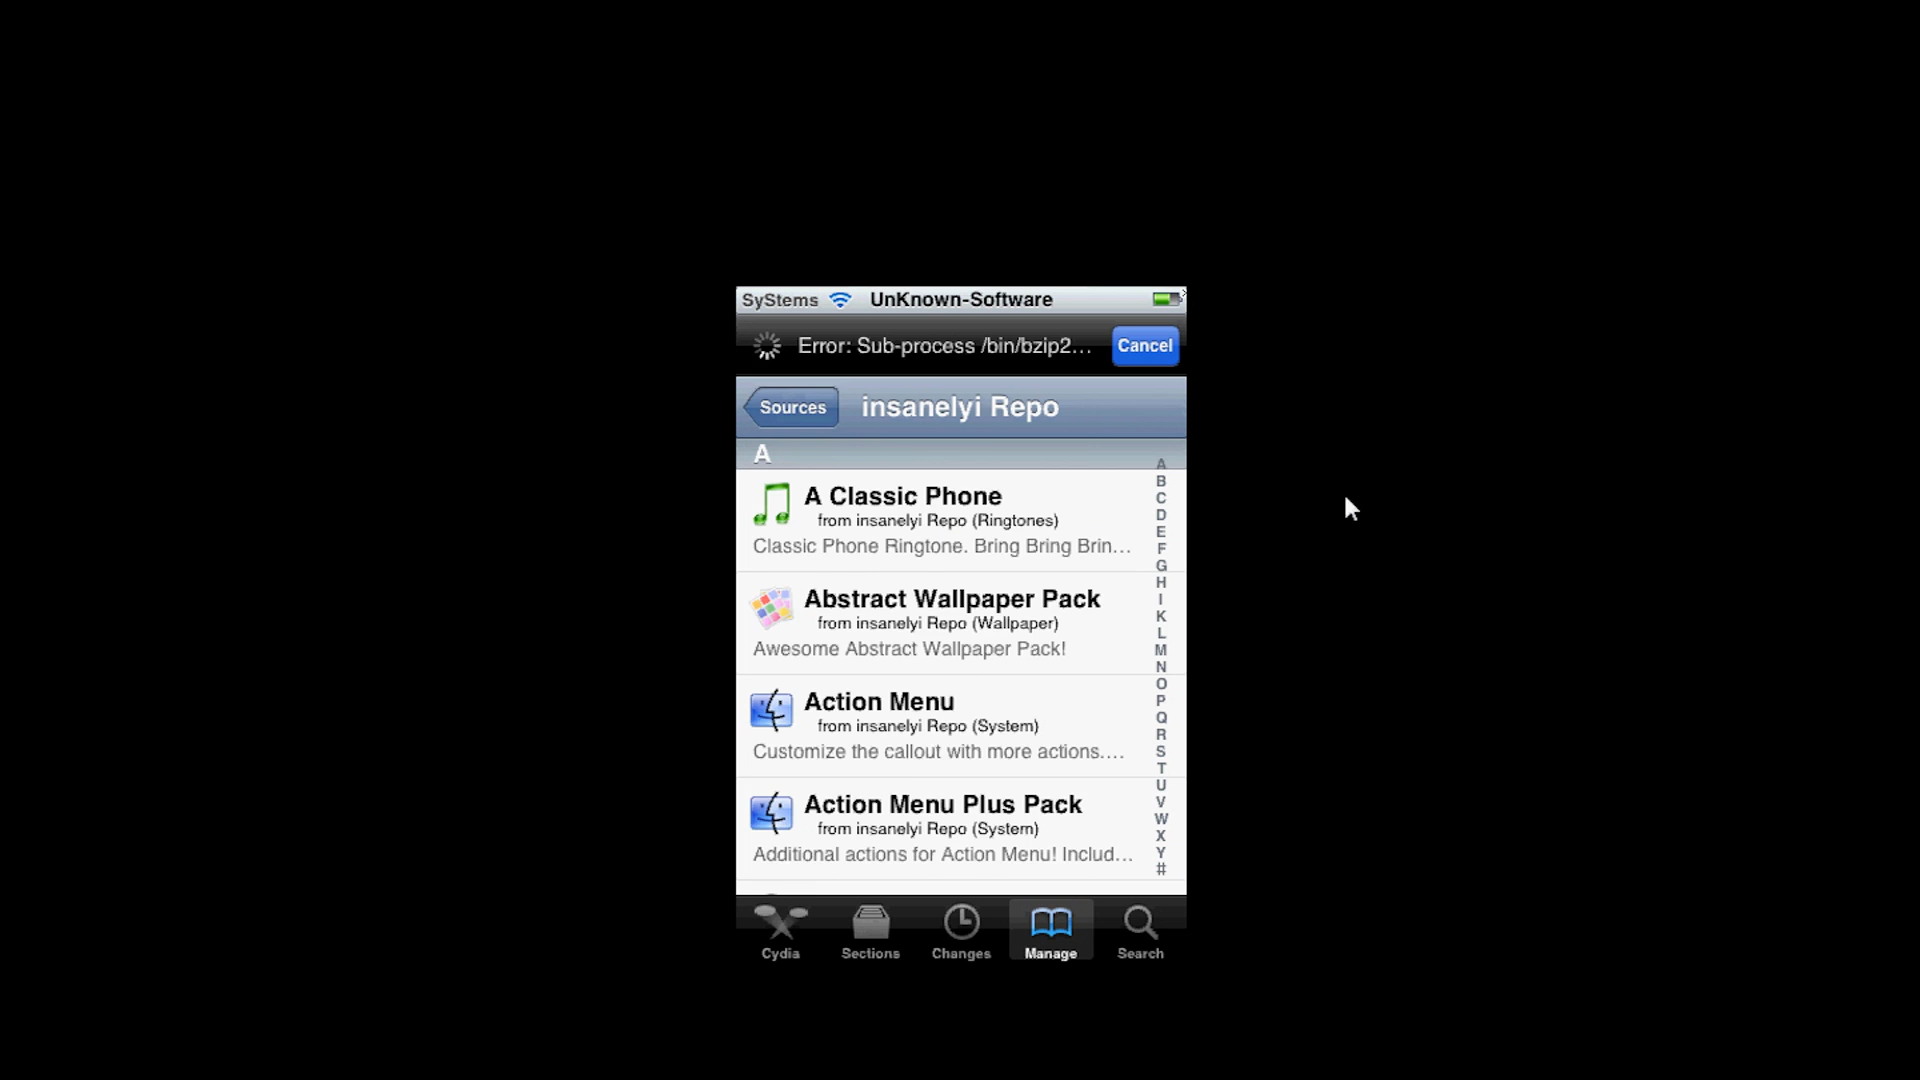 SyStems UnKnown-Software
Error: Sub-process /bin/bzip2... Cancel
Sources insanelyi Repo
A
A Classic Phone
from insanelyi Repo (Ringtones)
Classic Phone Ringtone. Bring Bring Brin...
Abstract Wallpaper Pack
from insanelyi Repo (Wallpaper)
Awesome Abstract Wallpaper Pack!
Action Menu
from insanelyi Repo (System)
Customize the callout with more actions....
Action Menu Plus Pack
from insanelyi Repo (System)
Additional actions for Action Menu! Includ...
A
B
C
D
E
F
G
H
I
K
L
M
N
O
P
Q
R
S
T
U
V
W
X
Y
#
Cydia Sections Changes Manage Search